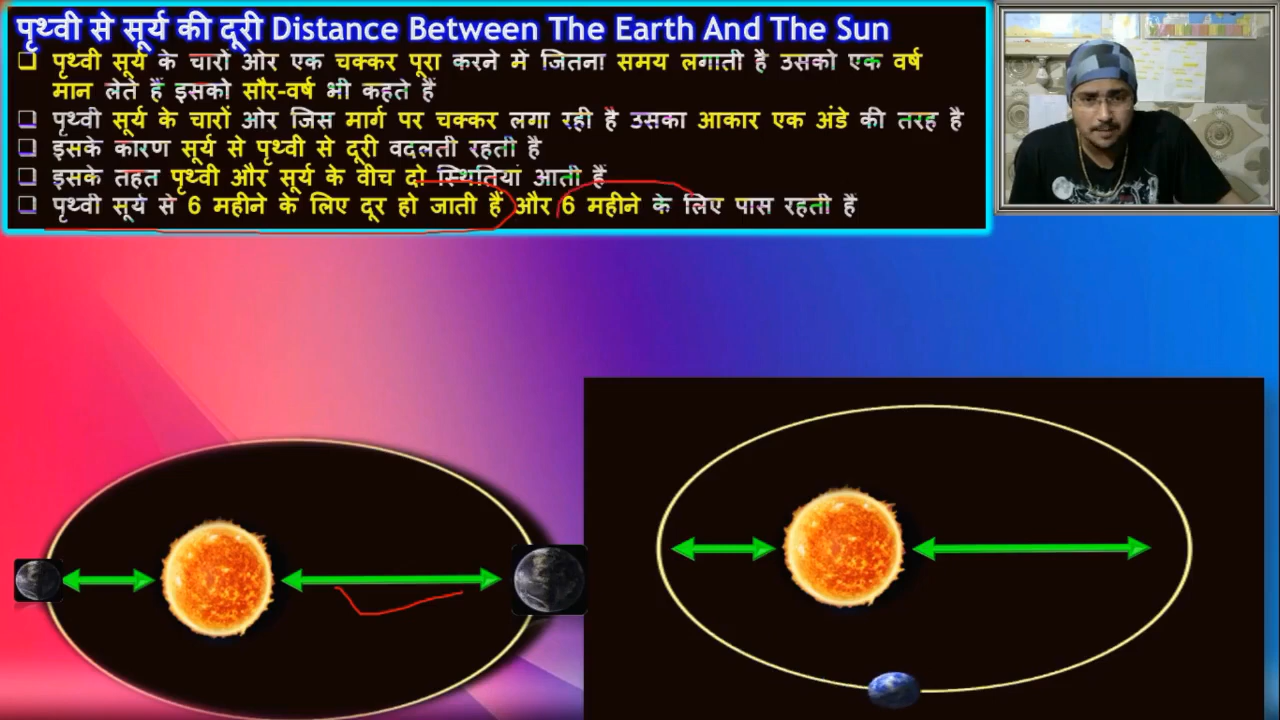 पृथ्वी से सूर्य की दूरी Distance Between The Earth And The Sun
पृथ्वी सूर्य के चारों ओर एक चक्कर पूरा करने में जितना समय लगाती है उसको एक वर्ष
मान लेते हैं इसको सौर-वर्ष भी कहते हैं
पृथ्वी सूर्य के चारों ओर जिस मार्ग पर चक्कर लगा रही है उसका आकार एक अंडे की तरह है
इसके कारण सूर्य से पृथ्वी से दूरी बदलती रहती है
इसके तहत पृथ्वी और सूर्य के बीच दो स्थितियां आती हैं
पृथ्वी सूर्य से 6 महीने के लिए दूर हो जाती हैं और 6 महीने के लिए पास रहती हैं